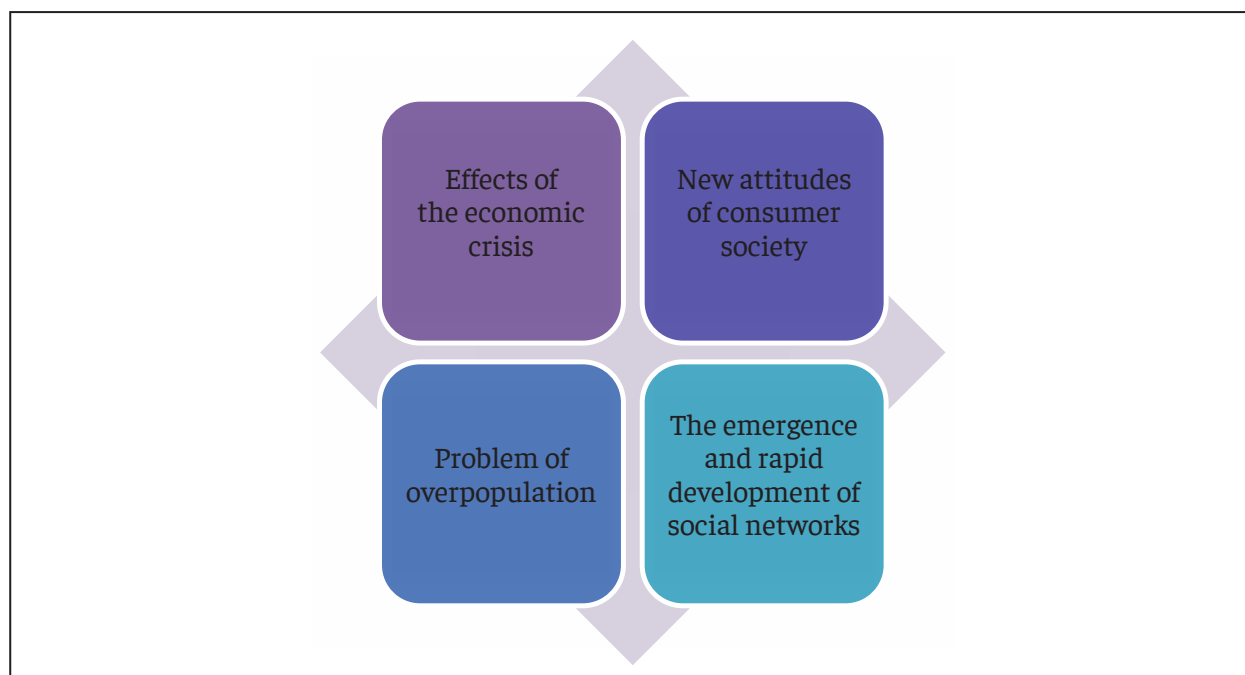 Effects of
the economic
crisis
New attitudes
of consumer
society
Problem of
overpopulation
The emergence
and rapid
development of
social networks